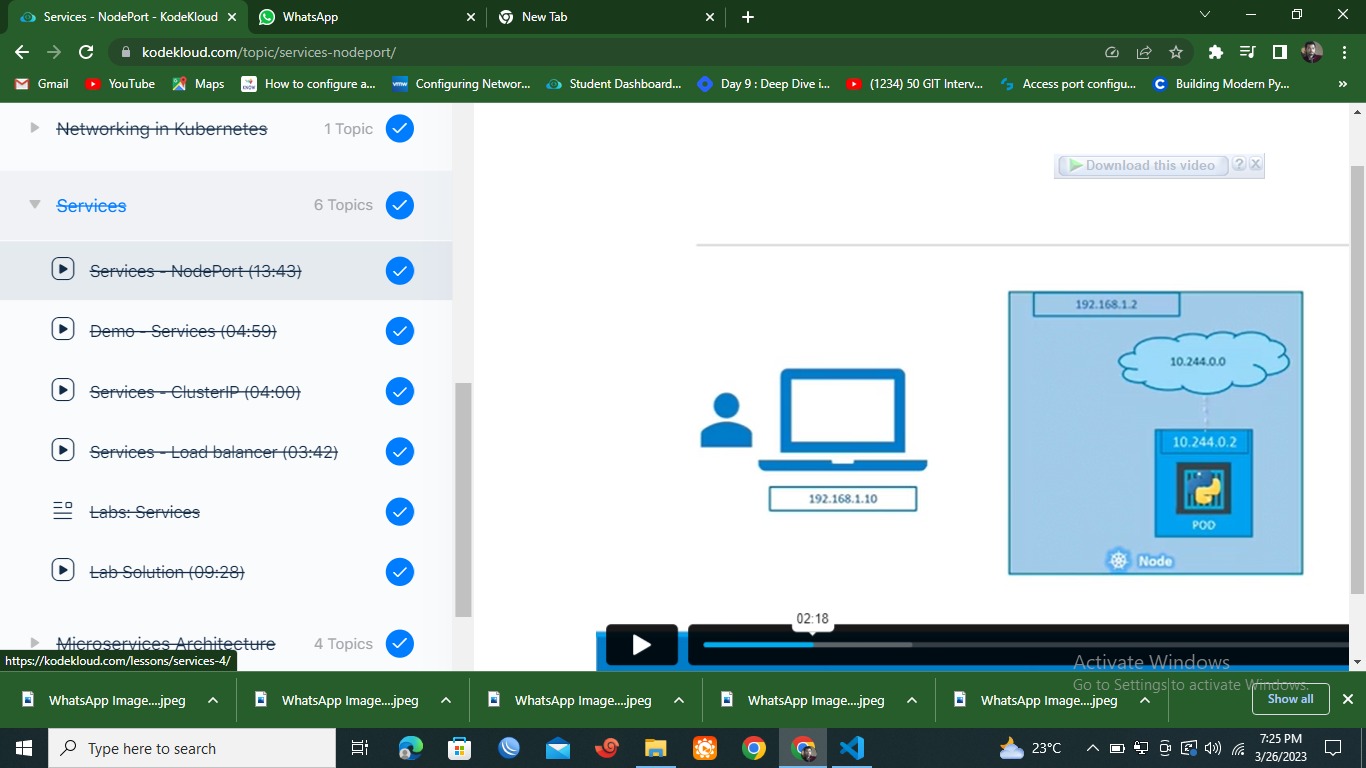 Services - NodePort - KodeKloud
WhatsApp
New Tab
kodekloud.com/topic/services-nodeport/
Gmail
YouTube
Maps
How to configure a...
Configuring Networ...
Student Dashboard...
Day 9 : Deep Dive i...
(1234) 50 GIT Interv...
Access port configu...
Building Modern Py...
Networking in Kubernetes 1 Topic
Services 6 Topics
Services - NodePort (13:43)
Demo - Services (04:59)
Services - ClusterIP (04:00)
Services - Load balancer (03:42)
Labs: Services
Lab Solution (09:28)
Microservices Architecture 4 Topics
https://kodekloud.com/lessons/services-4/
Download this video ? X
192.168.1.2
10.244.0.0
10.244.0.2
POD
Node
192.168.1.10
02:18
Activate Windows
Go to Settings to activate Windows.
WhatsApp Image....jpeg
WhatsApp Image....jpeg
WhatsApp Image....jpeg
WhatsApp Image....jpeg
WhatsApp Image....jpeg
Show all
Type here to search
23°C
7:25 PM
3/26/2023